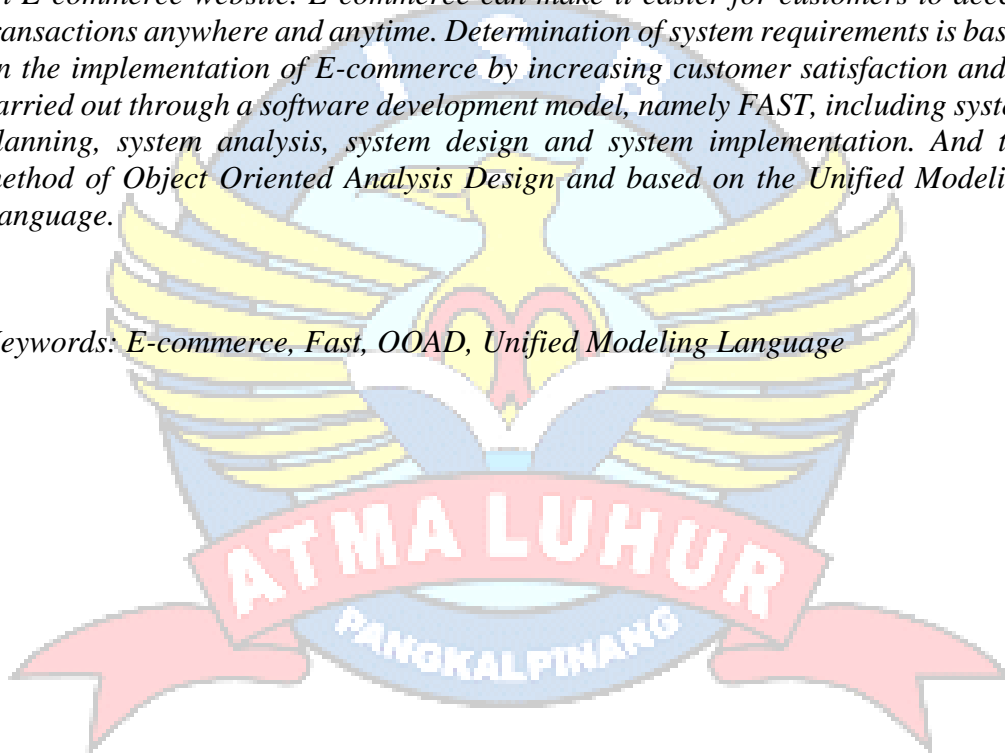 E-commerce website. E-commerce can make it easier for customers to
transactions anywhere and anytime. Determination of system requirements is
the implementation of E-commerce by increasing customer satisfaction and
carried out through a software development model, namely FAST, including
planning, system analysis, system design and system implementation. And
method of Object Oriented Analysis Design and based on the Unified
Language.
Keywords: E-commerce, Fast, OOAD, Unified Modeling Language
I S B
ATMA LUHUR
PANGKALPINANG